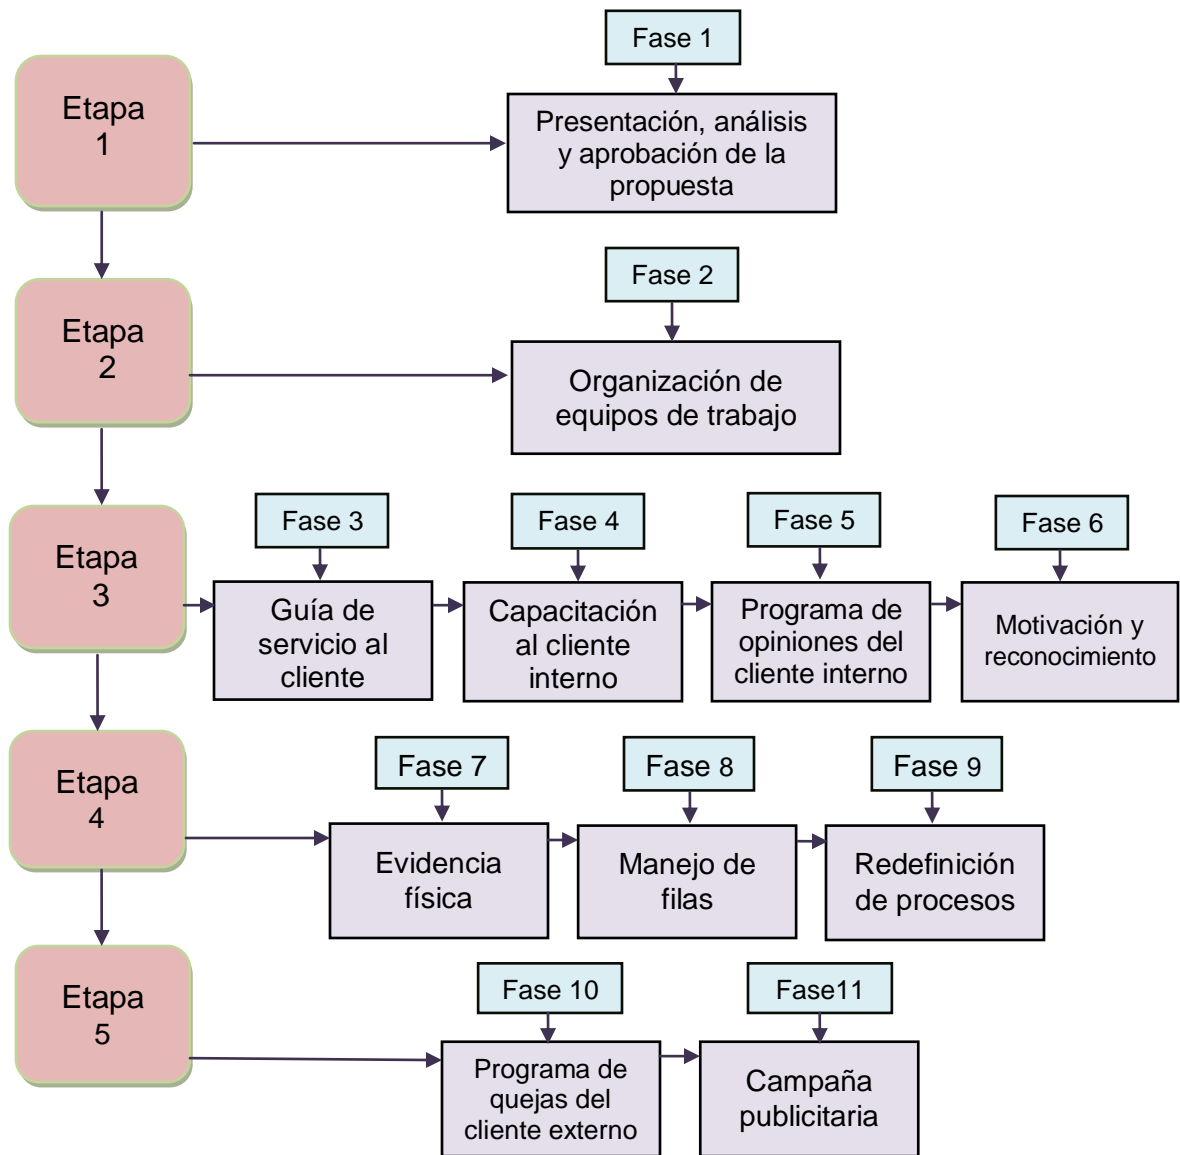 Fase 1
Etapa
1
Presentación, análisis
y aprobación de la
propuesta
Fase 2
Etapa
2
Organización de
equipos de trabajo
Fase 3
Fase 4
Fase 5
Fase 6
Etapa
3
Guía de
servicio al
cliente
Capacitación
al cliente
interno
Programa de
opiniones del
cliente interno
Motivación y
reconocimiento
Fase 7
Fase 8
Fase 9
Etapa
4
Evidencia
física
Manejo de
filas
Redefinición
de procesos
Fase 10
Fase11
Etapa
5
Programa de
quejas del
cliente externo
Campaña
publicitaria